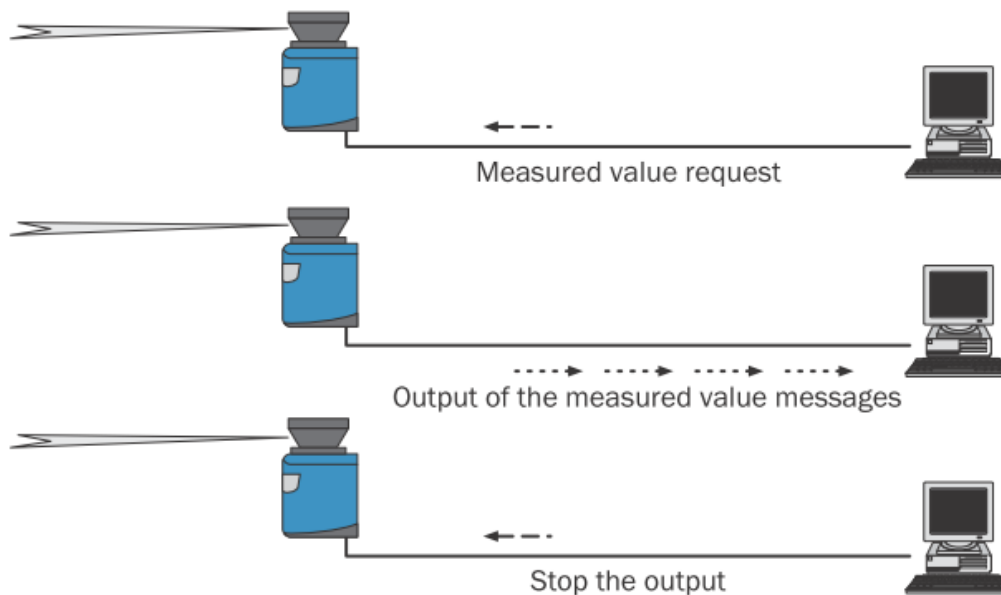 Measured value request
Output of the measured value messages
Stop the output